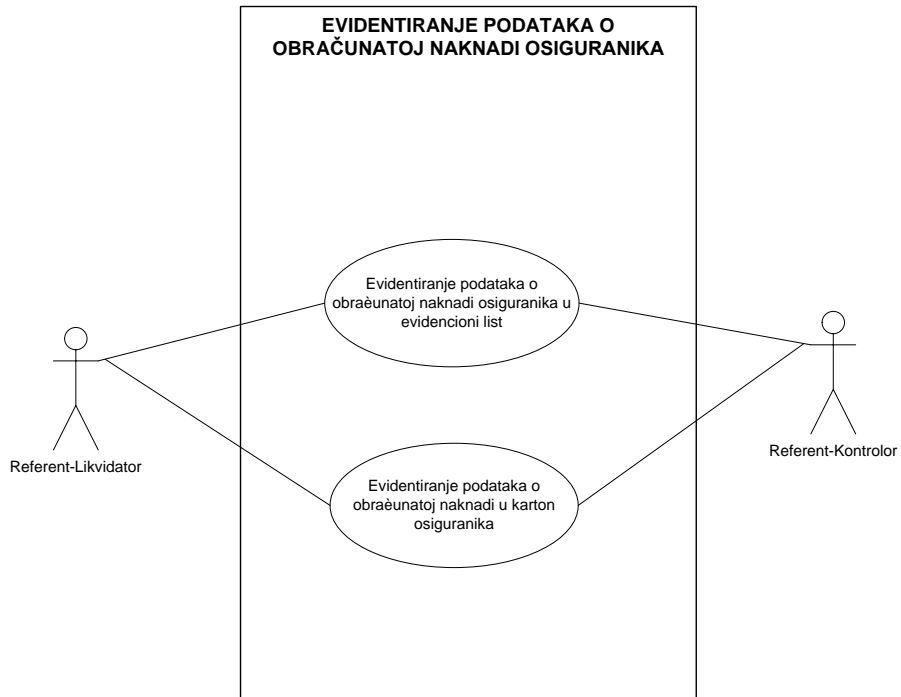 EVIDENTIRANJE PODATAKA O
OBRAČUNATOJ NAKNADI OSIGURANIKA
Evidentiranje podataka o
obraèunatoj naknadi osiguranika u
evidencioni list
Referent-Likvidator
Referent-Kontrolor
Evidentiranje podataka o
obraèunatoj naknadi u karton
osiguranika